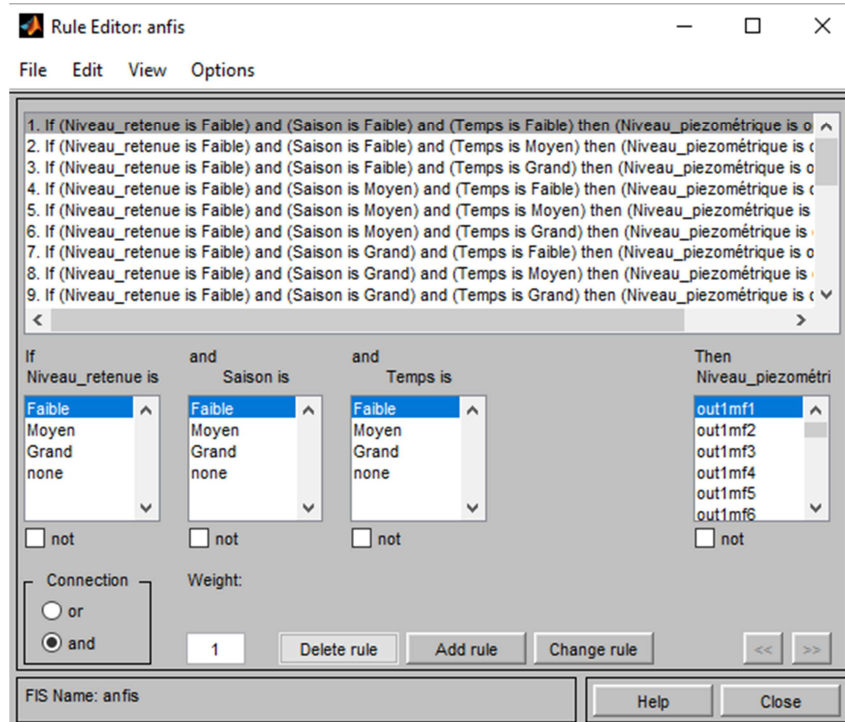 Rule Editor: anfis
File Edit View Options
1. If (Niveau_retenue is Faible) and (Saison is Faible) and (Temps is Faible) then (Niveau_piezométrique is o
2. If (Niveau_retenue is Faible) and (Saison is Faible) and (Temps is Moyen) then (Niveau_piezométrique is
3. If (Niveau_retenue is Faible) and (Saison is Faible) and (Temps is Grand) then (Niveau_piezométrique is o
4. If (Niveau_retenue is Faible) and (Saison is Moyen) and (Temps is Faible) then (Niveau_piezométrique is
5. If (Niveau_retenue is Faible) and (Saison is Moyen) and (Temps is Moyen) then (Niveau_piezométrique is
6. If (Niveau_retenue is Faible) and (Saison is Moyen) and (Temps is Grand) then (Niveau_piezométrique is
7. If (Niveau_retenue is Faible) and (Saison is Grand) and (Temps is Faible) then (Niveau_piezométrique is o
8. If (Niveau_retenue is Faible) and (Saison is Grand) and (Temps is Moyen) then (Niveau_piezométrique is
9. If (Niveau_retenue is Faible) and (Saison is Grand) and (Temps is Grand) then (Niveau_piezométrique is
If and and Then
Niveau_retenue is Saison is Temps is Niveau_piezométri
Faible Faible Faible out1mf1
Moyen Moyen Moyen out1mf2
Grand Grand Grand out1mf3
none none none out1mf4
out1mf5
out1mf6
not not not not
Connection Weight:
or
and 1 Delete rule Add rule Change rule << >>
FIS Name: anfis Help Close